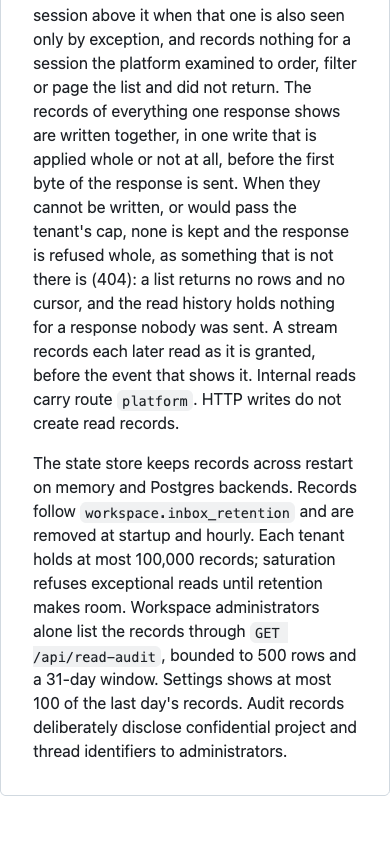 session above it when that one is also seen
only by exception, and records nothing for a
session the platform examined to order, filter
or page the list and did not return. The
records of everything one response shows
are written together, in one write that is
applied whole or not at all, before the first
byte of the response is sent. When they
cannot be written, or would pass the
tenant's cap, none is kept and the response
is refused whole, as something that is not
there is (404): a list returns no rows and no
cursor, and the read history holds nothing
for a response nobody was sent. A stream
records each later read as it is granted,
before the event that shows it. Internal reads
carry route platform. HTTP writes do not
create read records.
The state store keeps records across restart
on memory and Postgres backends. Records
follow workspace.inbox_retention and are
removed at startup and hourly. Each tenant
holds at most 100,000 records; saturation
refuses exceptional reads until retention
makes room. Workspace administrators
alone list the records through GET
/api/read-audit, bounded to 500 rows and
a 31-day window. Settings shows at most
100 of the last day's records. Audit records
deliberately disclose confidential project and
thread identifiers to administrators.